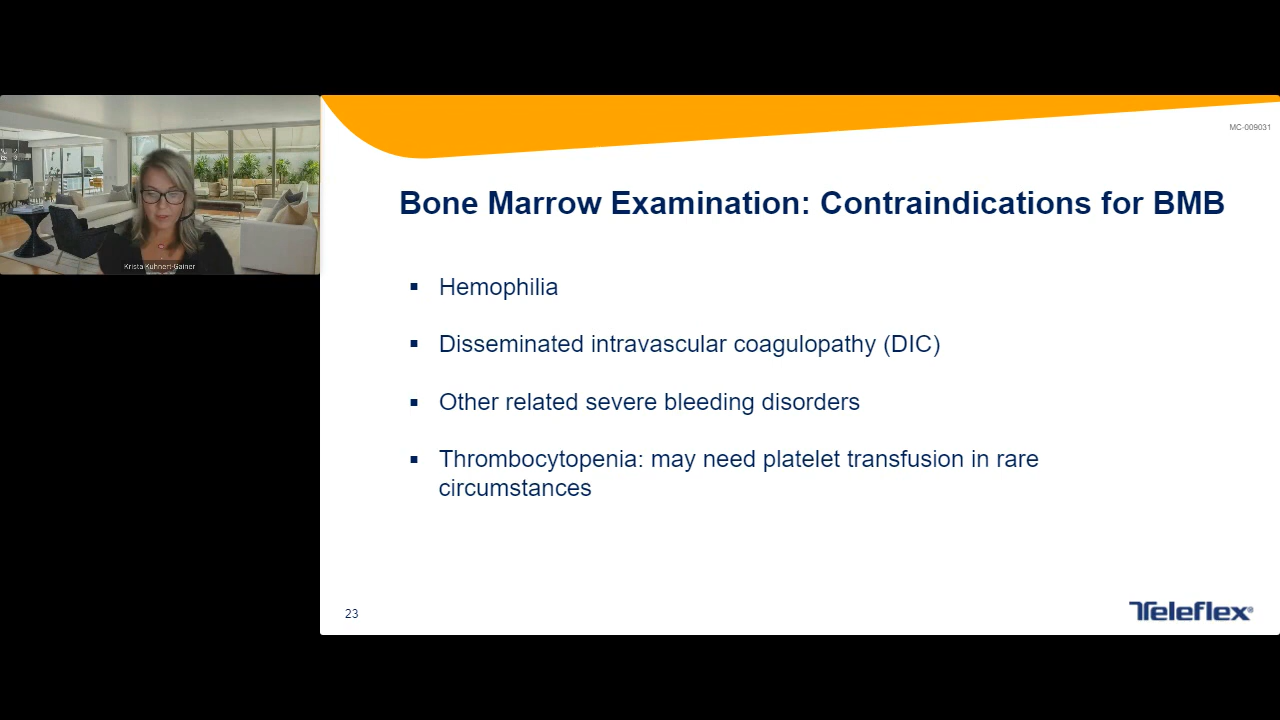 Krista Kuhnert-Gainer
MC-009031
Bone Marrow Examination: Contraindications for BMB
▪ Hemophilia
▪ Disseminated intravascular coagulopathy (DIC)
▪ Other related severe bleeding disorders
▪ Thrombocytopenia: may need platelet transfusion in rare
circumstances
23
Teleflex®